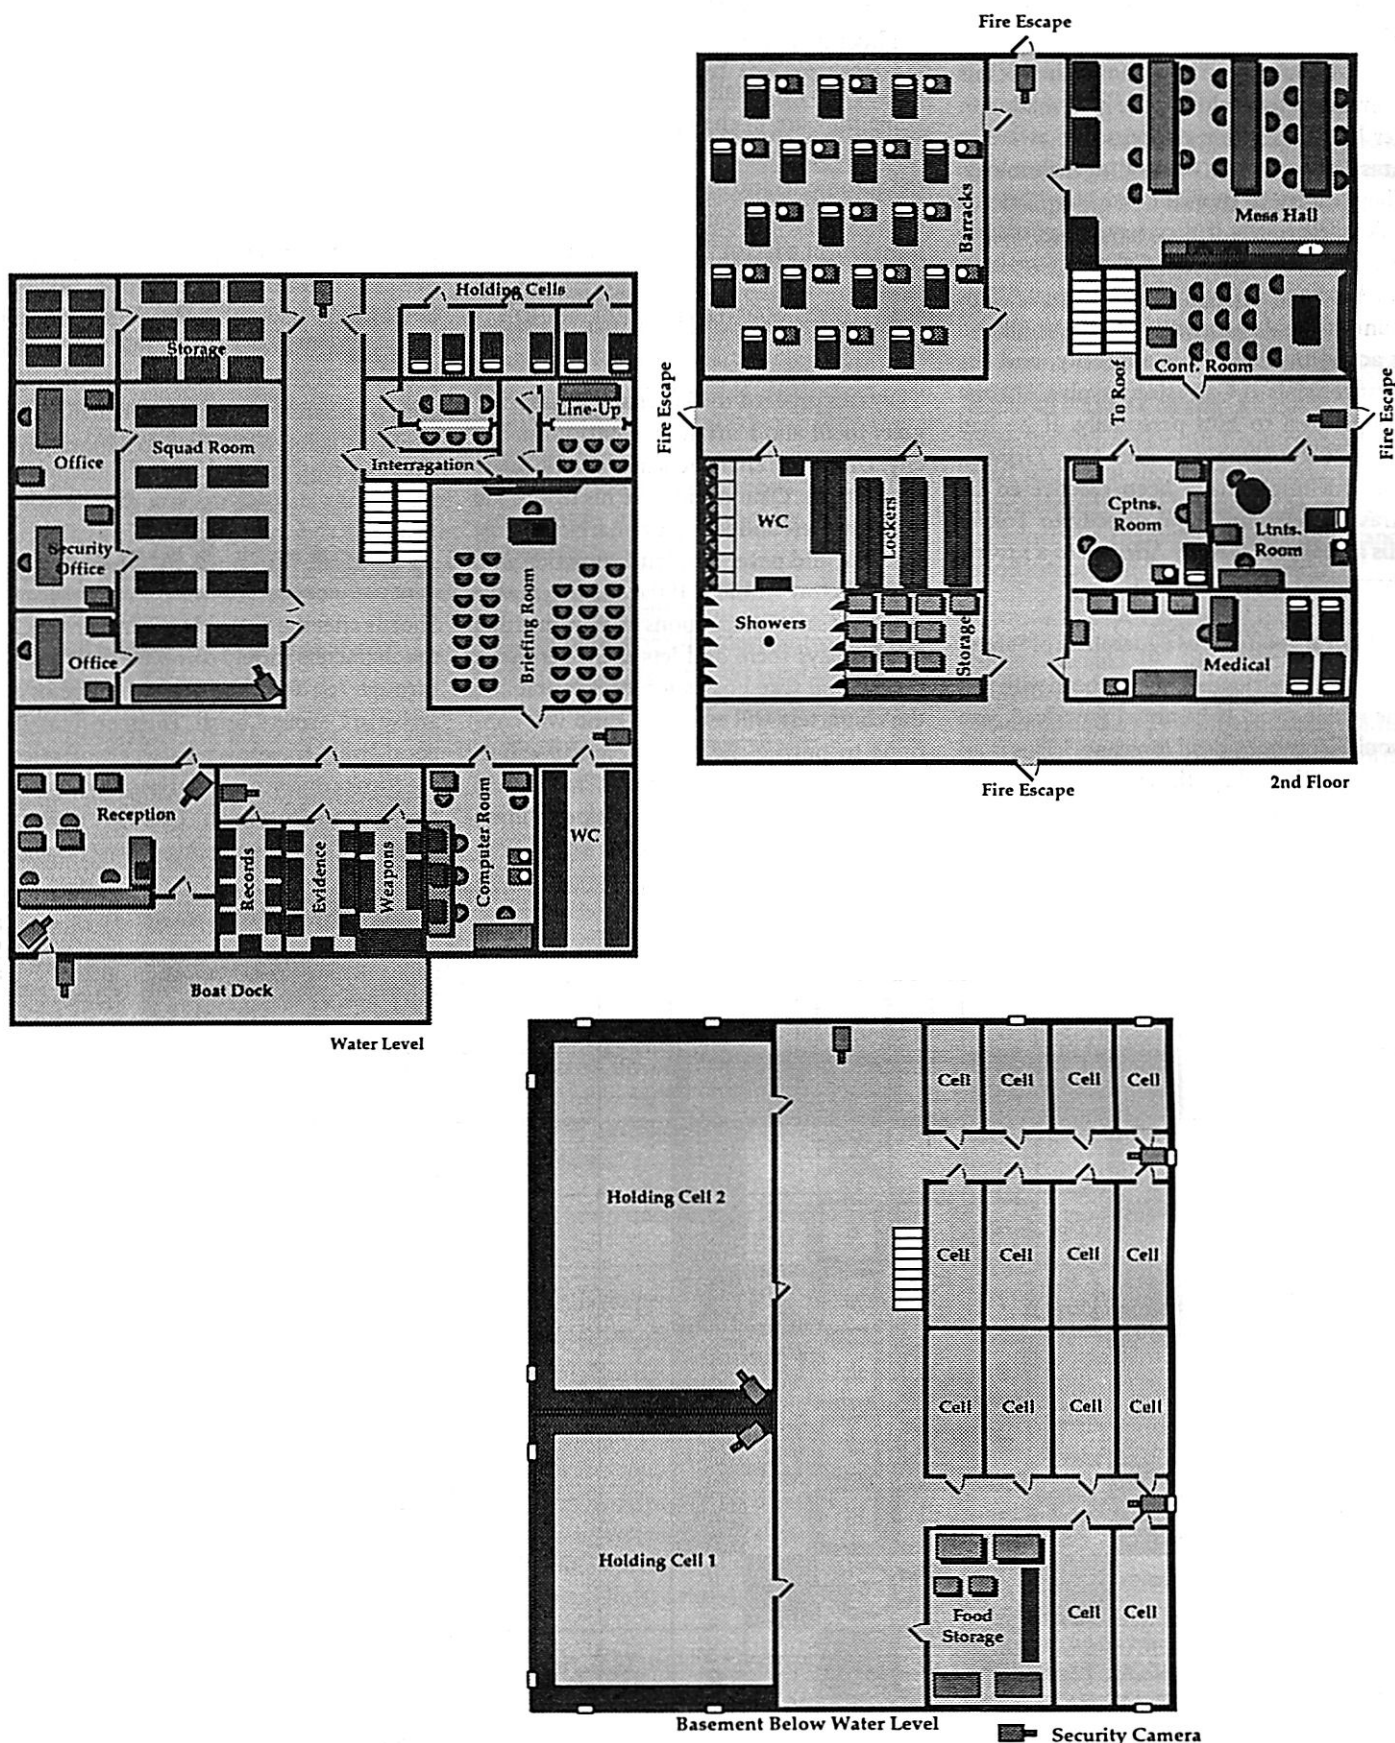 Fire Escape
Barracks
Mess Hall
Conf. Room
To Roof
Fire Escape
Fire Escape
WC
Lockers
Cptns.
Room
Ltnts.
Room
Showers
Storage
Medical
Fire Escape
2nd Floor
Holding Cells
Storage
Squad Room
Line-Up
Office
Interragation
Security
Office
Briefing Room
Office
Reception
Records
Evidence
Weapons
Computer Room
WC
Boat Dock
Water Level
Cell
Cell
Cell
Cell
Holding Cell 2
Cell
Cell
Cell
Cell
Cell
Cell
Cell
Cell
Holding Cell 1
Food
Storage
Cell
Cell
Basement Below Water Level
Security Camera